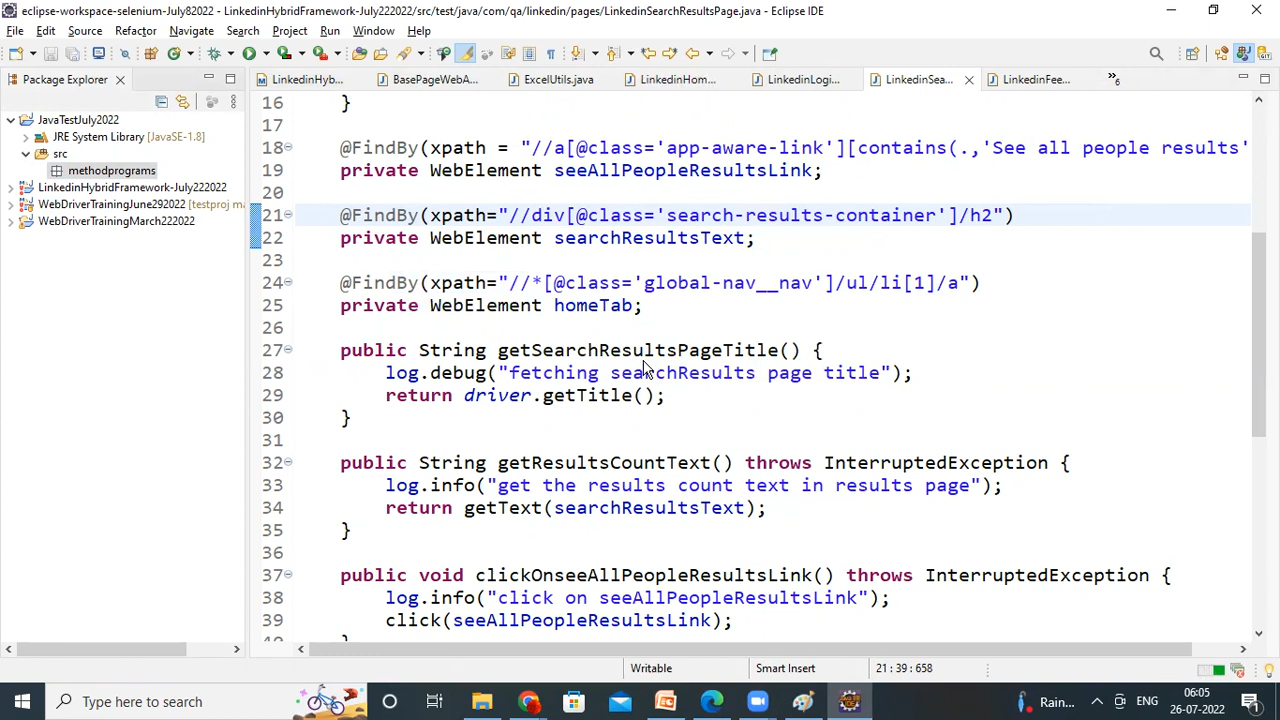 eclipse-workspace-selenium-July82022 - LinkedinHybridFramework-July222022/src/test/java/com/qa/linkedin/pages/LinkedinSearchResultsPage.java - Eclipse IDE
File Edit Source Refactor Navigate Search Project Run Window Help
Package Explorer
LinkedinHyb...
BasePageWebA...
ExcelUtils.java
LinkedinHom...
LinkedinLogi...
LinkedinSea...
LinkedinFee...
»6
JavaTestJuly2022
JRE System Library [JavaSE-1.8]
src
methodprograms
LinkedinHybridFramework-July222022
WebDriverTrainingJune292022 [testproj ma
WebDriverTrainingMarch222022
16 }
17
18 @FindBy(xpath = "//a[@class='app-aware-link'][contains(.,'See all people results'
19 private WebElement seeAllPeopleResultsLink;
20
21 @FindBy(xpath="//div[@class='search-results-container']/h2")
22 private WebElement searchResultsText;
23
24 @FindBy(xpath="//*[@class='global-nav__nav']/ul/li[1]/a")
25 private WebElement homeTab;
26
27 public String getSearchResultsPageTitle() {
28 log.debug("fetching searchResults page title");
29 return driver.getTitle();
30 }
31
32 public String getResultsCountText() throws InterruptedException {
33 log.info("get the results count text in results page");
34 return getText(searchResultsText);
35 }
36
37 public void clickOnseeAllPeopleResultsLink() throws InterruptedException {
38 log.info("click on seeAllPeopleResultsLink");
39 click(seeAllPeopleResultsLink);
Writable Smart Insert 21 : 39 : 658
Type here to search
Rain...
ENG
06:05
26-07-2022
1